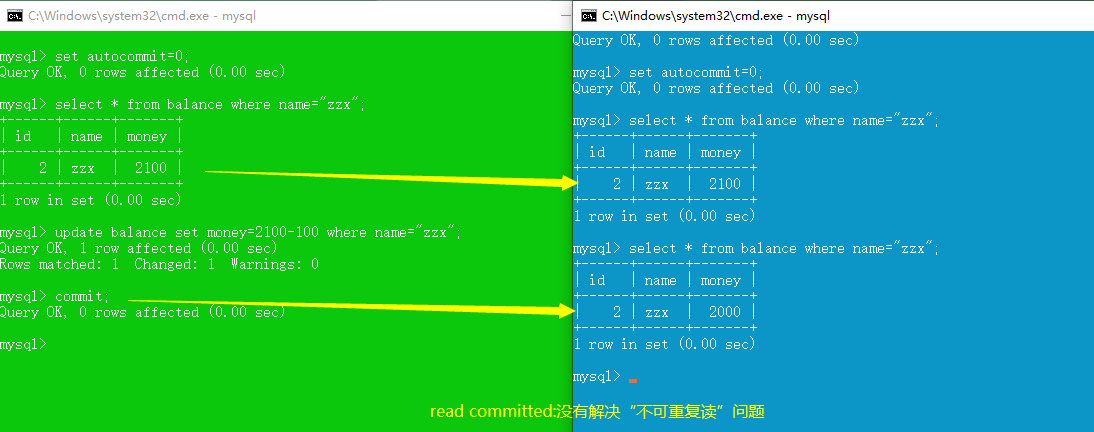 C:\Windows\system32\cmd.exe - mysql
mysql> set autocommit=0;
Query OK, 0 rows affected (0.00 sec)
mysql> select * from balance where name="zzx";
+------+------+-------+
| id   | name | money |
+------+------+-------+
|    2 | zzx  |  2100 |
+------+------+-------+
1 row in set (0.00 sec)
mysql> update balance set money=2100-100 where name="zzx";
Query OK, 1 row affected (0.00 sec)
Rows matched: 1  Changed: 1  Warnings: 0
mysql> commit;
Query OK, 0 rows affected (0.00 sec)
mysql>
C:\Windows\system32\cmd.exe - mysql
Query OK, 0 rows affected (0.00 sec)
mysql> set autocommit=0;
Query OK, 0 rows affected (0.00 sec)
mysql> select * from balance where name="zzx";
+------+------+-------+
| id   | name | money |
+------+------+-------+
|    2 | zzx  |  2100 |
+------+------+-------+
1 row in set (0.00 sec)
mysql> select * from balance where name="zzx";
+------+------+-------+
| id   | name | money |
+------+------+-------+
|    2 | zzx  |  2000 |
+------+------+-------+
1 row in set (0.00 sec)
mysql>
read committed:没有解决“不可重复读”问题